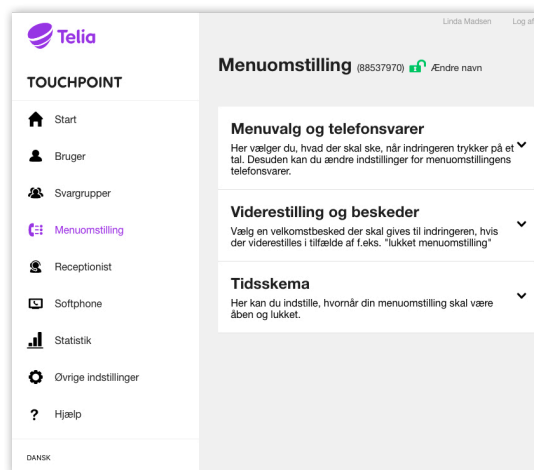 Linda Madsen Log af
Telia
TOUCHPOINT
Start
Bruger
Svargrupper
Menuomstilling
Receptionist
Softphone
Statistik
Øvrige indstillinger
? Hjælp
DANSK
Menuomstilling (88537970) Ændre navn
Menuvalg og telefonsvarer
Her vælger du, hvad der skal ske, når indringeren trykker på et
tal. Desuden kan du ændre indstillinger for menuomstillingens
telefonsvarer.
Viderestilling og beskeder
Vælg en velkomstbesked der skal gives til indringeren, hvis
der viderestilles i tilfælde af f.eks. "lukket menuomstilling"
Tidsskema
Her kan du indstille, hvornår din menuomstilling skal være
åben og lukket.